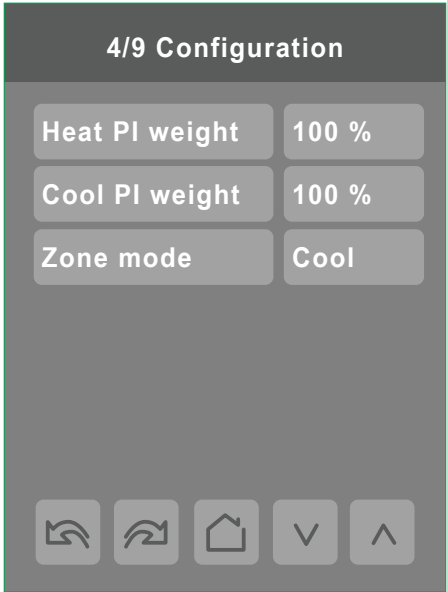 4/9 Configuration
Heat PI weight 100 %
Cool PI weight 100 %
Zone mode Cool